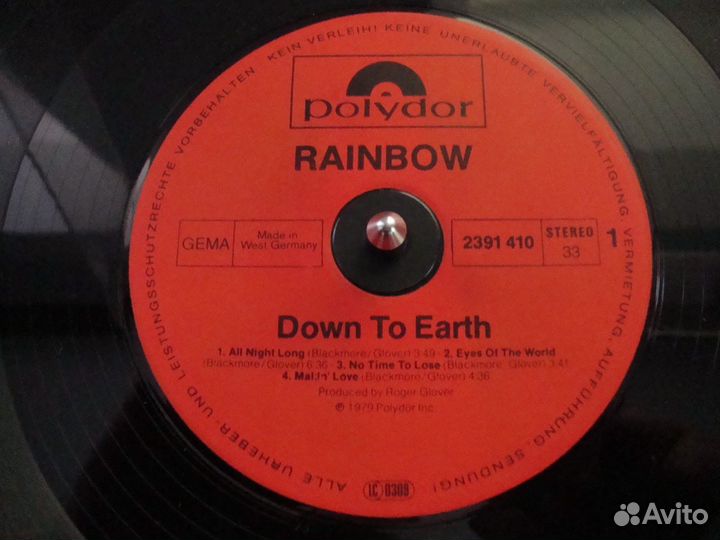 ALLE URHEBER- UND LEISTUNGSSCHUTZRECHTE VORBEHALTEN KEIN VERLEIH! KEINE UNERLAUBTE VERVIELFÄLTIGUNG, VERMIETUNG, AUFFÜHRUNG, SENDUNG!
polydor
RAINBOW
GEMA
Made in
West Germany
2391 410
STEREO
33
1
Down To Earth
1. All Night Long (Blackmore/Glover) 3:49 · 2. Eyes Of The World
(Blackmore/Glover) 6:36 · 3. No Time To Lose (Blackmore/Glover) 3:41
4. Makin' Love (Blackmore/Glover) 4:36
Produced by Roger Glover
℗ 1979 Polydor Inc.
LC 0309
Avito